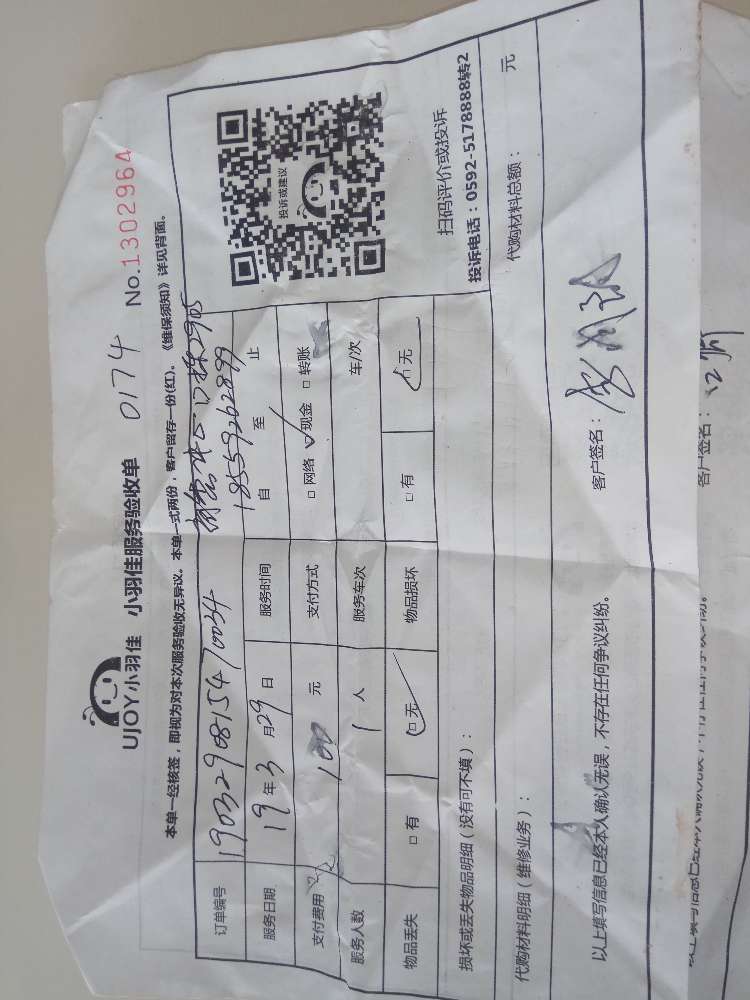 UJOY小羽佳 小羽佳服务验收单 0174 No.1302964
本单一经核签，即视为对本次服务验收无异议。本单一式两份，客户留存一份(红)。《维保须知》详见背面。
订单编号 1903290815470034 2905
18559262899
服务日期 19 年 3 月 29 日 服务时间 自 至 止
支付费用 100 元 支付方式 □ 网络 ☑ 现金 □ 转账
服务人数 1 人 服务车次 车/次
物品丢失 □ 有 ☑ 无 物品损坏 □ 有 ☑ 无
投诉或建议
扫码评价或投诉
投诉电话：0592-5178888转2
损坏或丢失物品明细（没有可不填）：
代购材料明细（维修业务）： 代购材料总额： 元
以上填写信息已经本人确认无误，不存在任何争议纠纷。 客户签名：
客户签名：